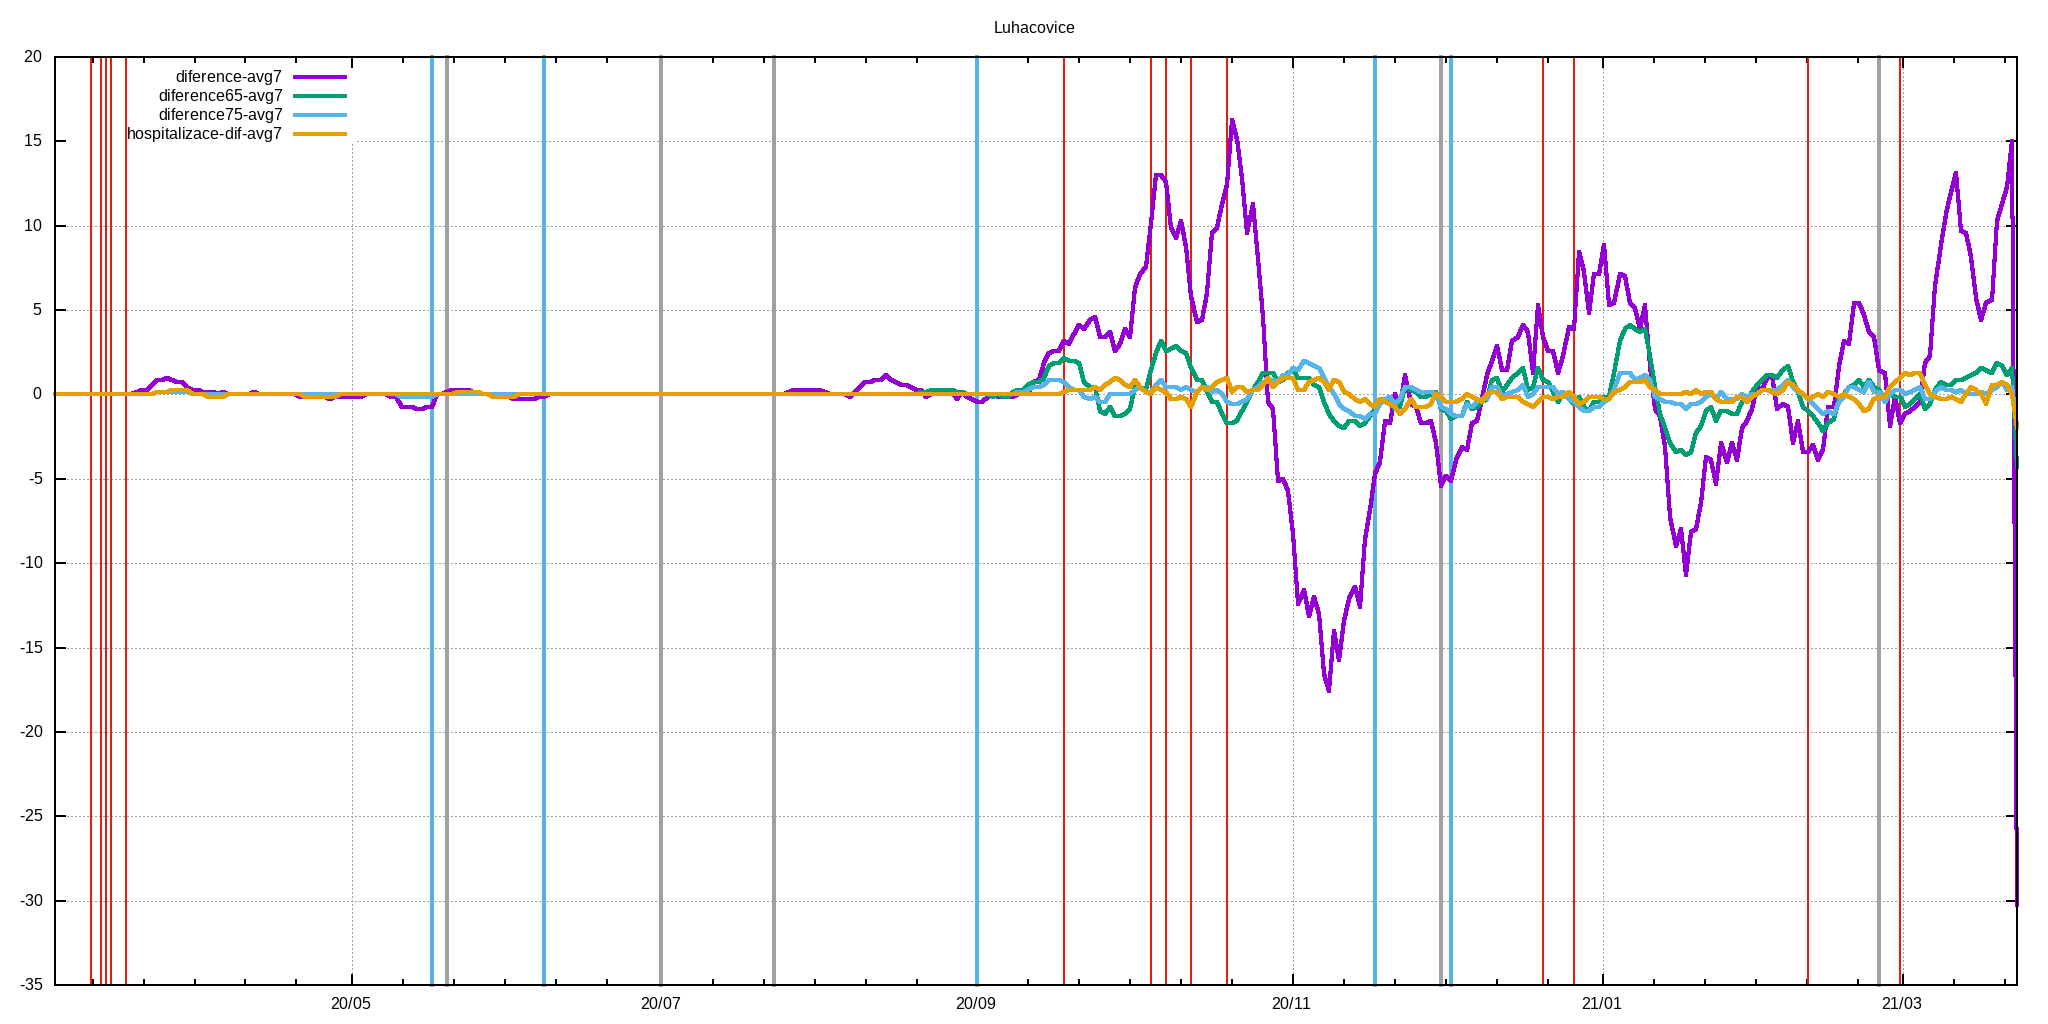 Luhacovice
diference-avg7
diference65-avg7
diference75-avg7
hospitalizace-dif-avg7
20
15
10
5
0
-5
-10
-15
-20
-25
-30
-35
20/05 20/07 20/09 20/11 21/01 21/03